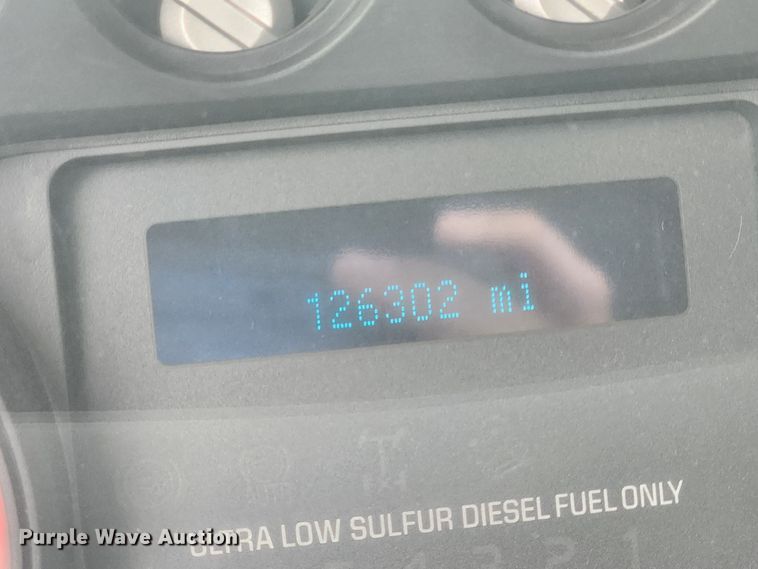 126302 mi
ULTRA LOW SULFUR DIESEL FUEL ONLY
Purple Wave Auction